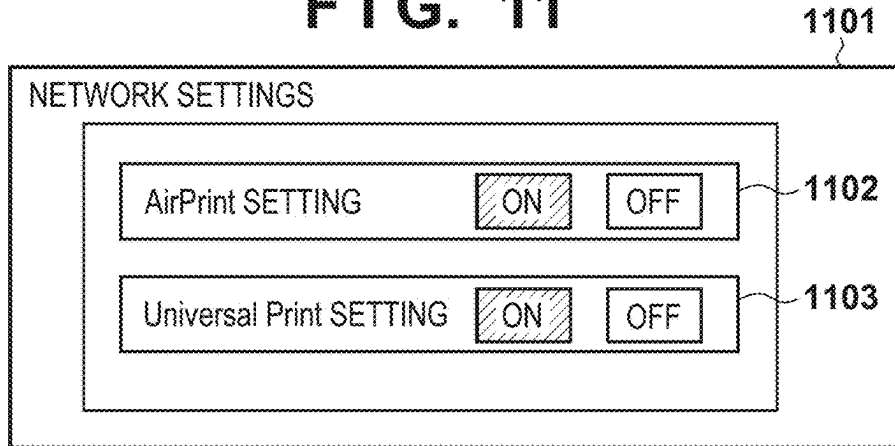 FIG. 11
1101
NETWORK SETTINGS
AirPrint SETTING ON OFF 1102
Universal Print SETTING ON OFF 1103